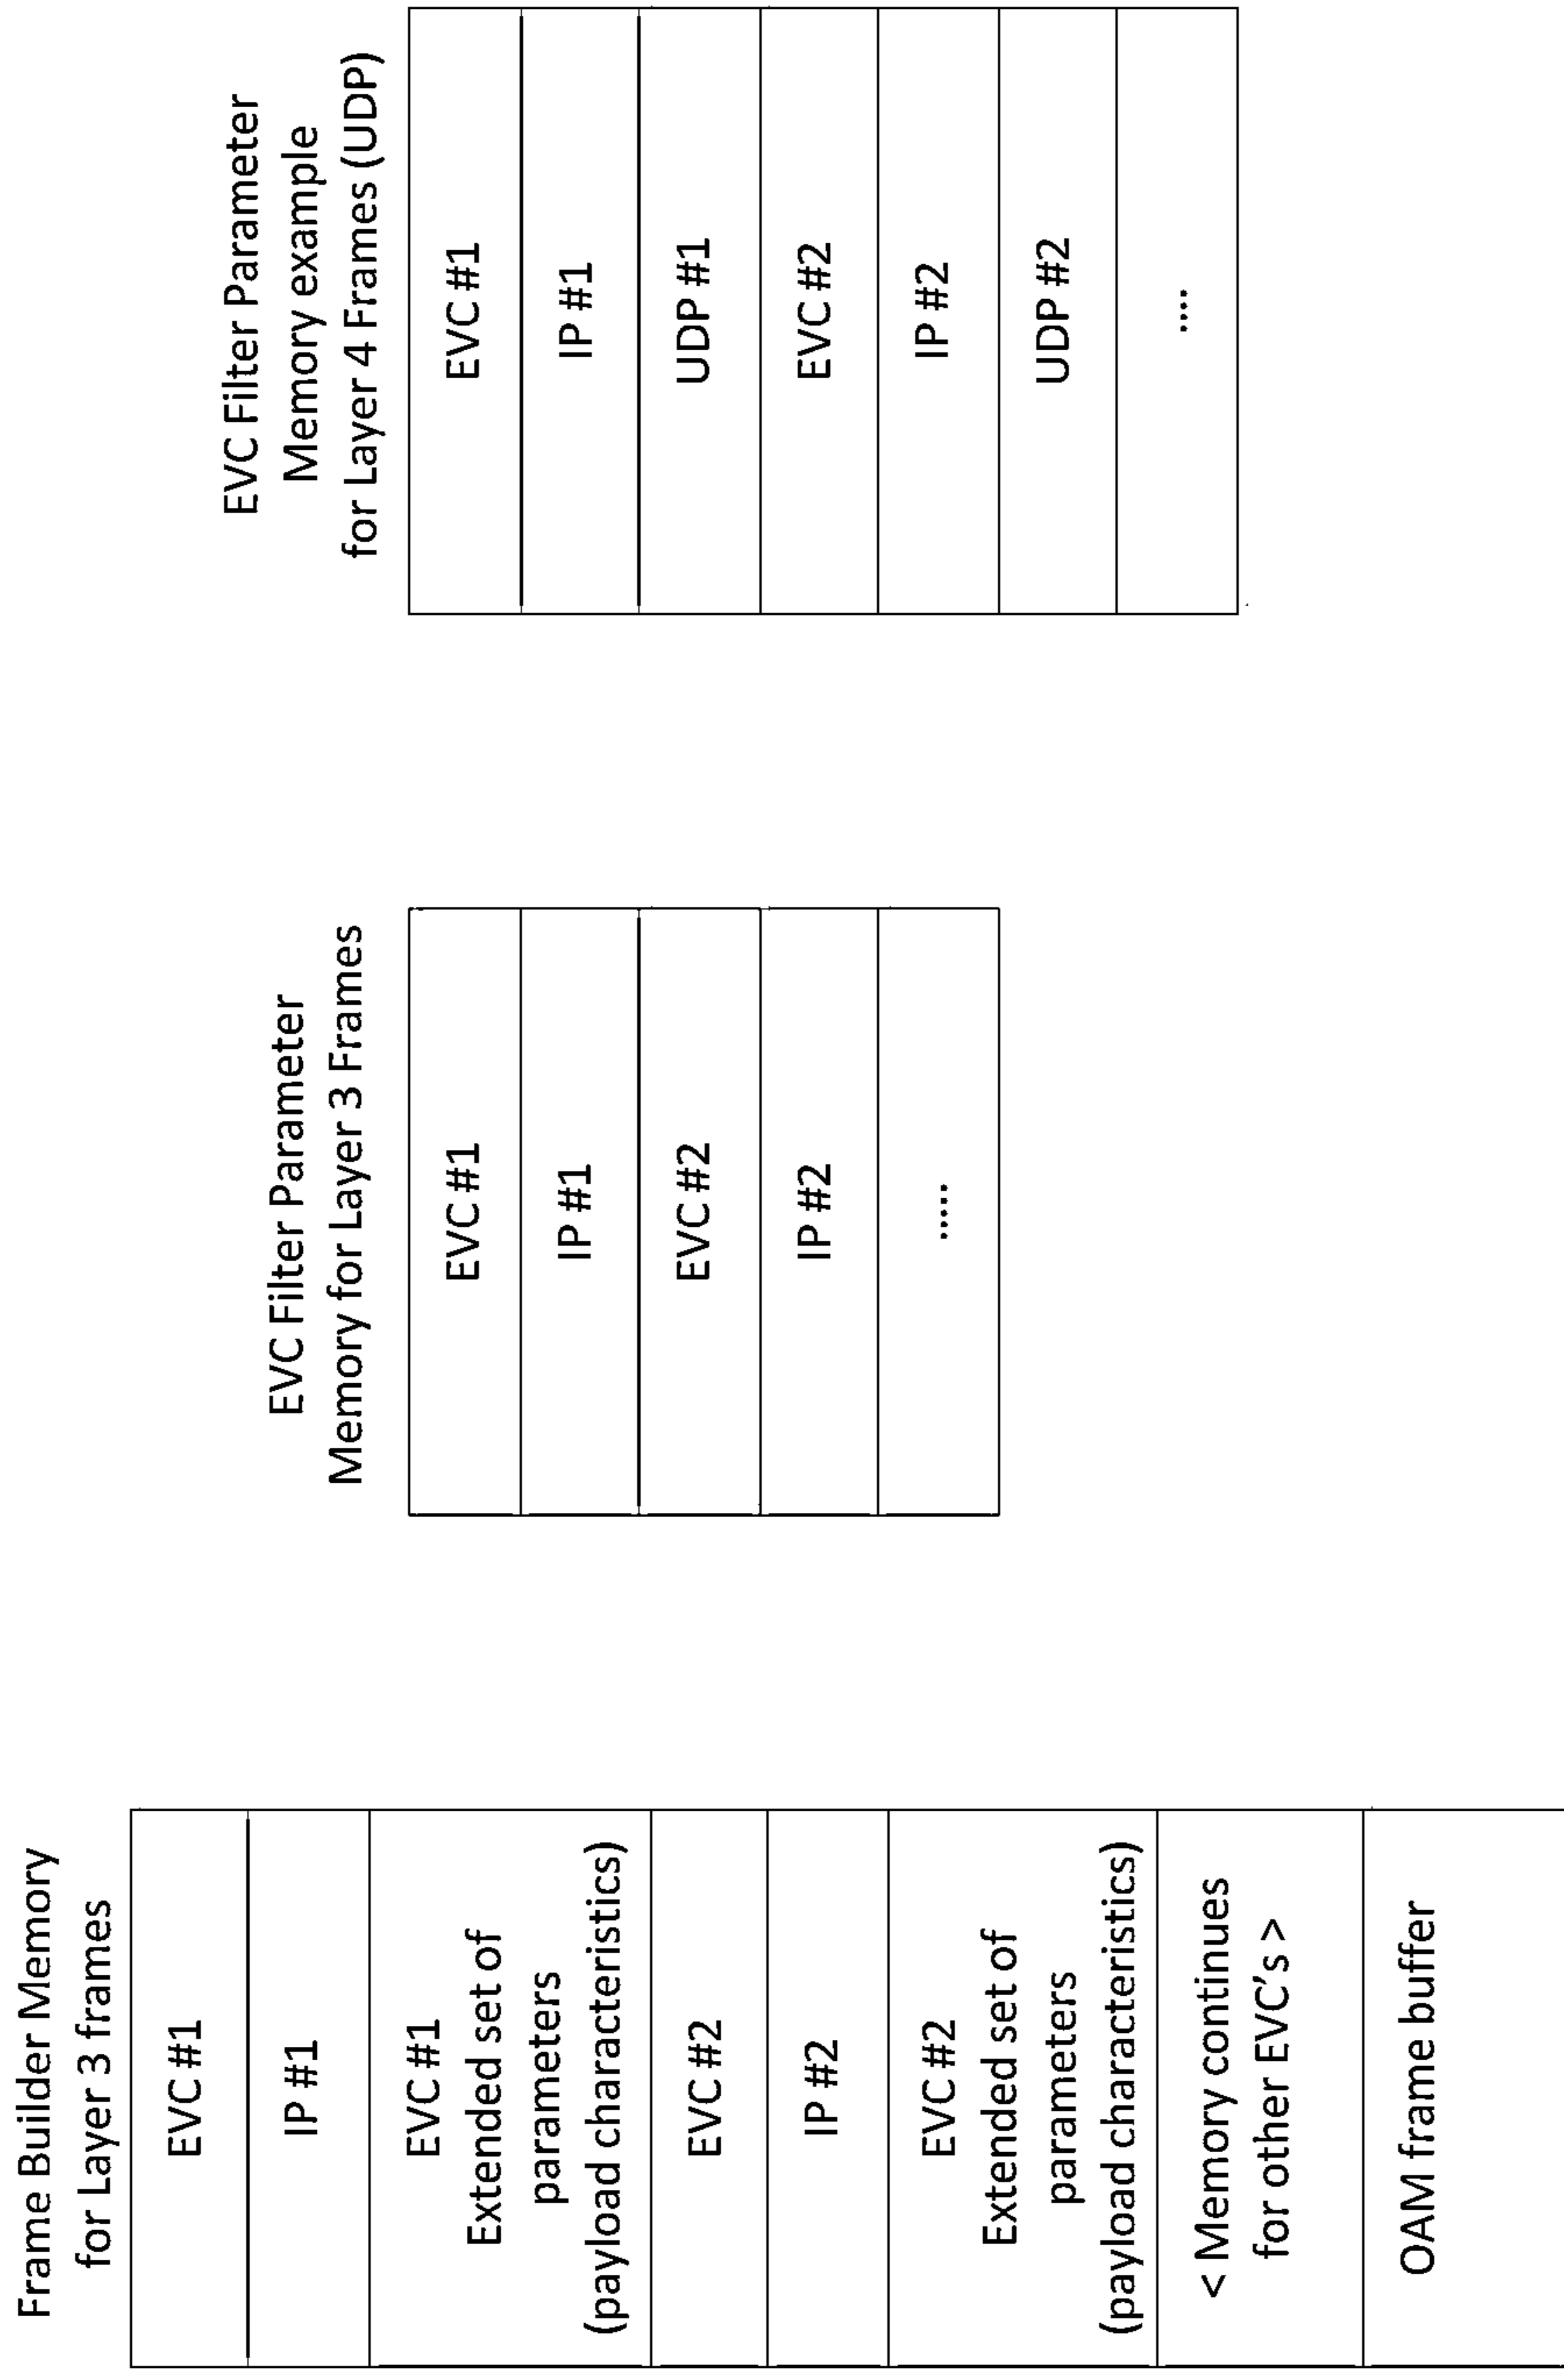 Frame Builder Memory
for Layer 3 frames
EVC #1
IP #1
EVC #1
Extended set of
parameters
(payload characteristics)
EVC #2
IP #2
EVC #2
Extended set of
parameters
(payload characteristics)
< Memory continues
for other EVC's >
OAM frame buffer
EVC Filter Parameter
Memory for Layer 3 Frames
EVC #1
IP #1
EVC #2
IP #2
.....
EVC Filter Parameter
Memory example
for Layer 4 Frames (UDP)
EVC #1
IP #1
UDP #1
EVC #2
IP #2
UDP #2
....